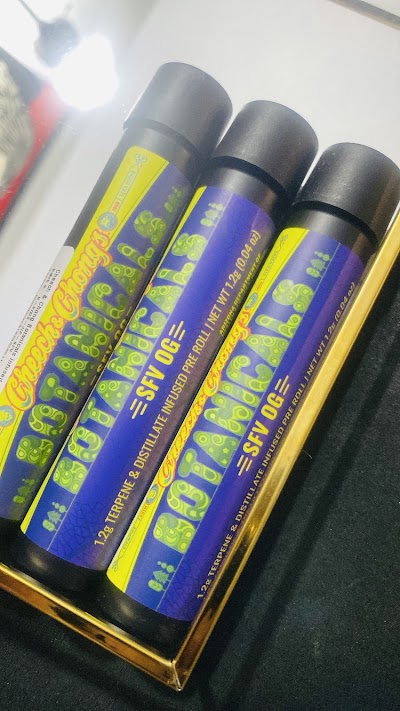 Cheech & Chong's
BOTANICALS
SFV OG
BOTANICALS
SFV OG
1.2g TERPENE & DISTILLATE INFUSED PRE ROLL | NET WT 1.2g (0.04 oz)
Cheech & Chong's
BOTANICALS
SFV OG
1.2g TERPENE & DISTILLATE INFUSED PRE ROLL | NET WT 1.2g (0.04 oz)